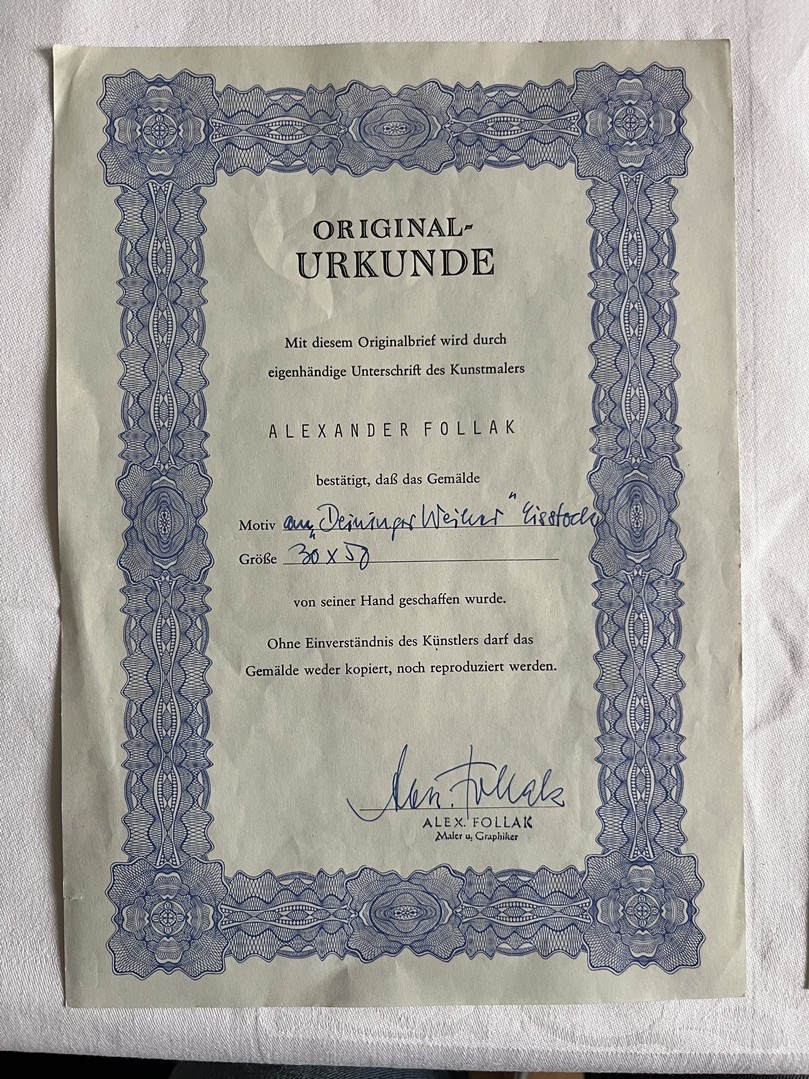 ORIGINAL-
URKUNDE
Mit diesem Originalbrief wird durch
eigenhändige Unterschrift des Kunstmalers
ALEXANDER FOLLAK
bestätigt, daß das Gemälde
Motiv am „Deininger Weiher“ Eisstock
Größe 30 x 50
von seiner Hand geschaffen wurde.
Ohne Einverständnis des Künstlers darf das
Gemälde weder kopiert, noch reproduziert werden.
Alex. Follak
ALEX. FOLLAK
Maler u. Graphiker